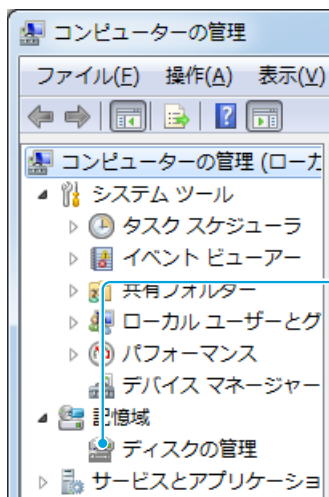 コンピューターの管理
ファイル(F) 操作(A) 表示(V)
コンピューターの管理 (ローカ
システム ツール
タスク スケジューラ
イベント ビューアー
共有フォルダー
ローカル ユーザーとグ
パフォーマンス
デバイス マネージャー
記憶域
ディスクの管理
サービスとアプリケーショ